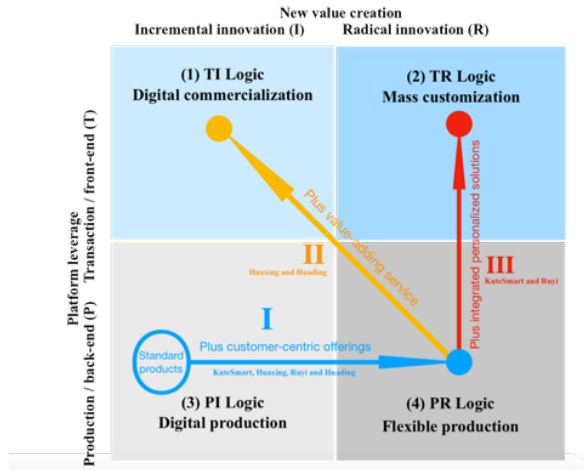 New value creation
Incremental innovation (I)
Radical innovation (R)
Platform leverage
Transaction / front-end (T)
Production / back-end (P)
(1) TI Logic
Digital commercialization
(2) TR Logic
Mass customization
Plus value-adding service
Plus integrated personalized solutions
II
Huaxing and Huading
III
KuteSmart and Ruyi
I
Standard
products
Plus customer-centric offerings
KuteSmart, Huaxing, Ruyi and Huading
(3) PI Logic
Digital production
(4) PR Logic
Flexible production